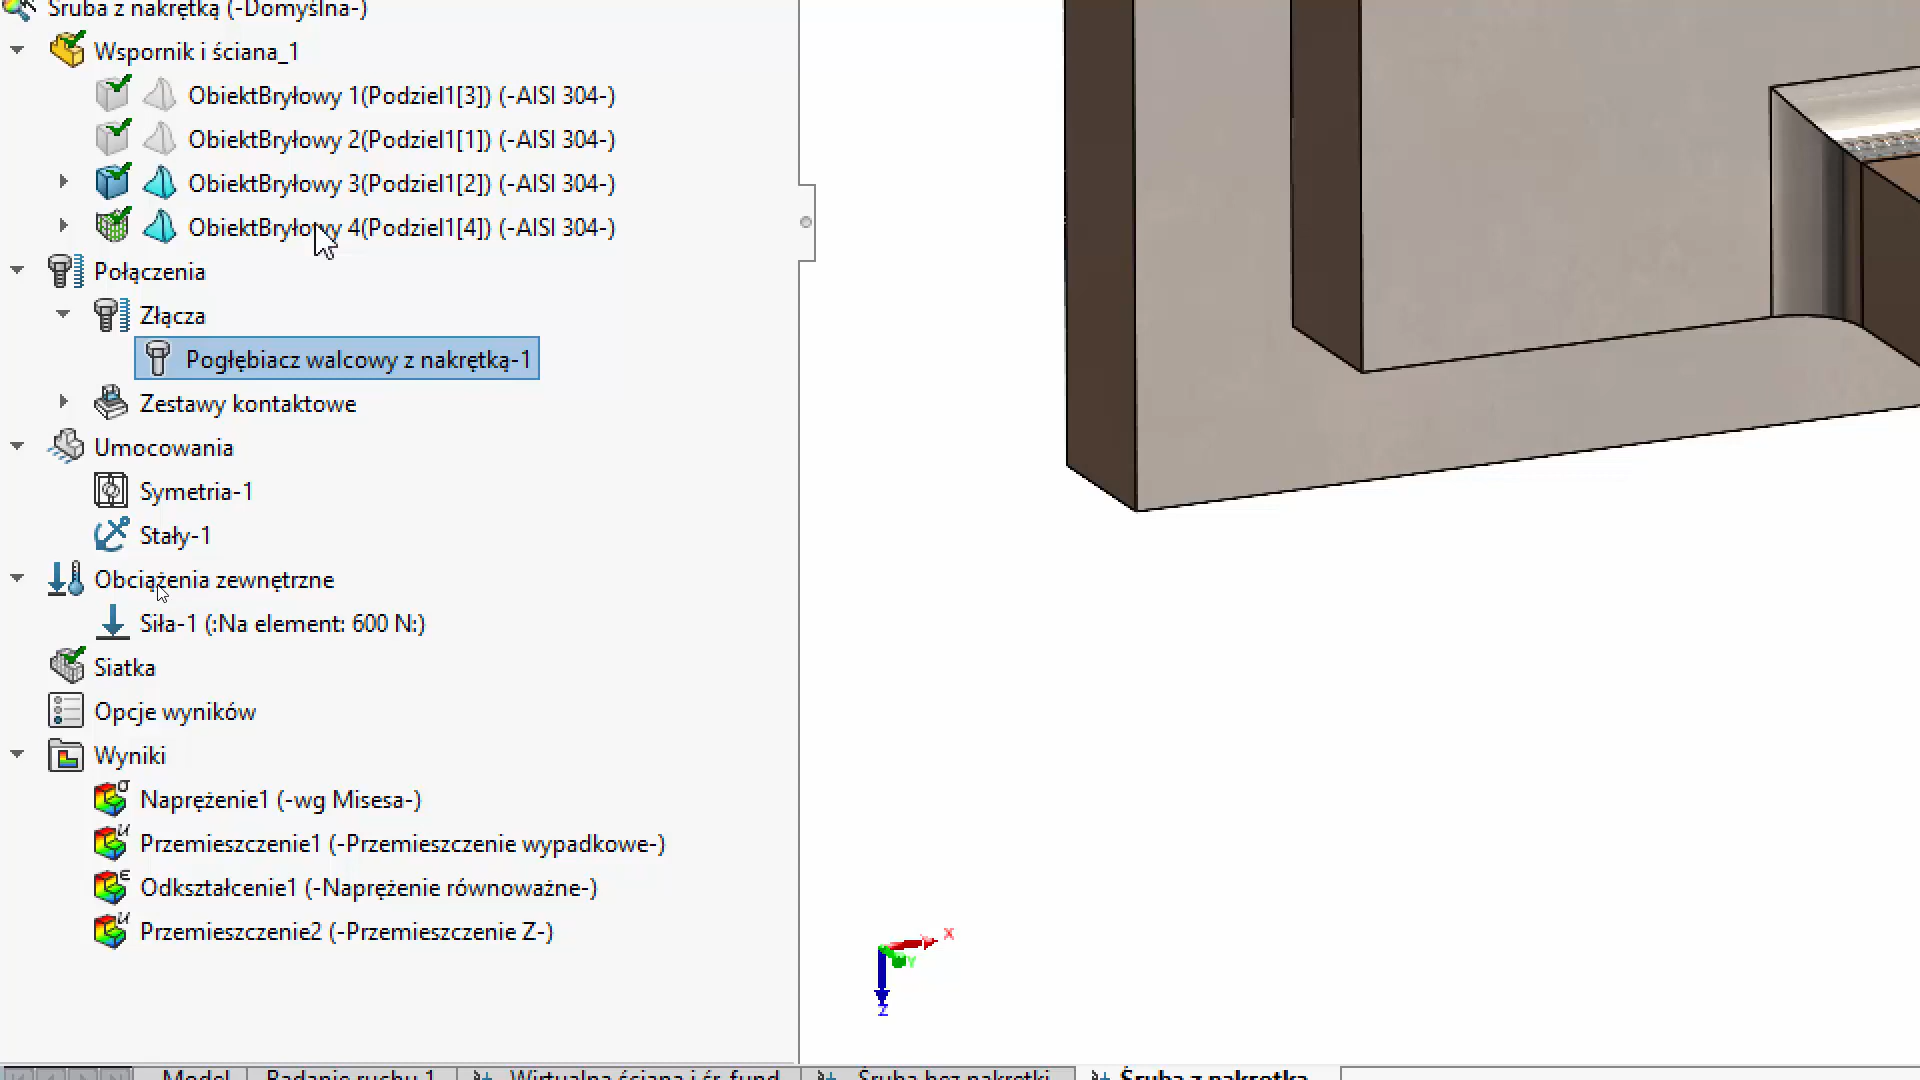 Śruba z nakrętką (-Domyślna-)
Wspornik i ściana_1
ObiektBryłowy 1(Podziel1[3]) (-AISI 304-)
ObiektBryłowy 2(Podziel1[1]) (-AISI 304-)
ObiektBryłowy 3(Podziel1[2]) (-AISI 304-)
ObiektBryłowy 4(Podziel1[4]) (-AISI 304-)
Połączenia
Złącza
Pogłębiacz walcowy z nakrętką-1
Zestawy kontaktowe
Umocowania
Symetria-1
Stały-1
Obciążenia zewnętrzne
Siła-1 (:Na element: 600 N:)
Siatka
Opcje wyników
Wyniki
Naprężenie1 (-wg Misesa-)
Przemieszczenie1 (-Przemieszczenie wypadkowe-)
Odkształcenie1 (-Naprężenie równoważne-)
Przemieszczenie2 (-Przemieszczenie Z-)
X
Y
Z
Model Badanie ruchu 1 Wirtualna ściana i śr.fund. Śruba bez nakrętki Śruba z nakrętką